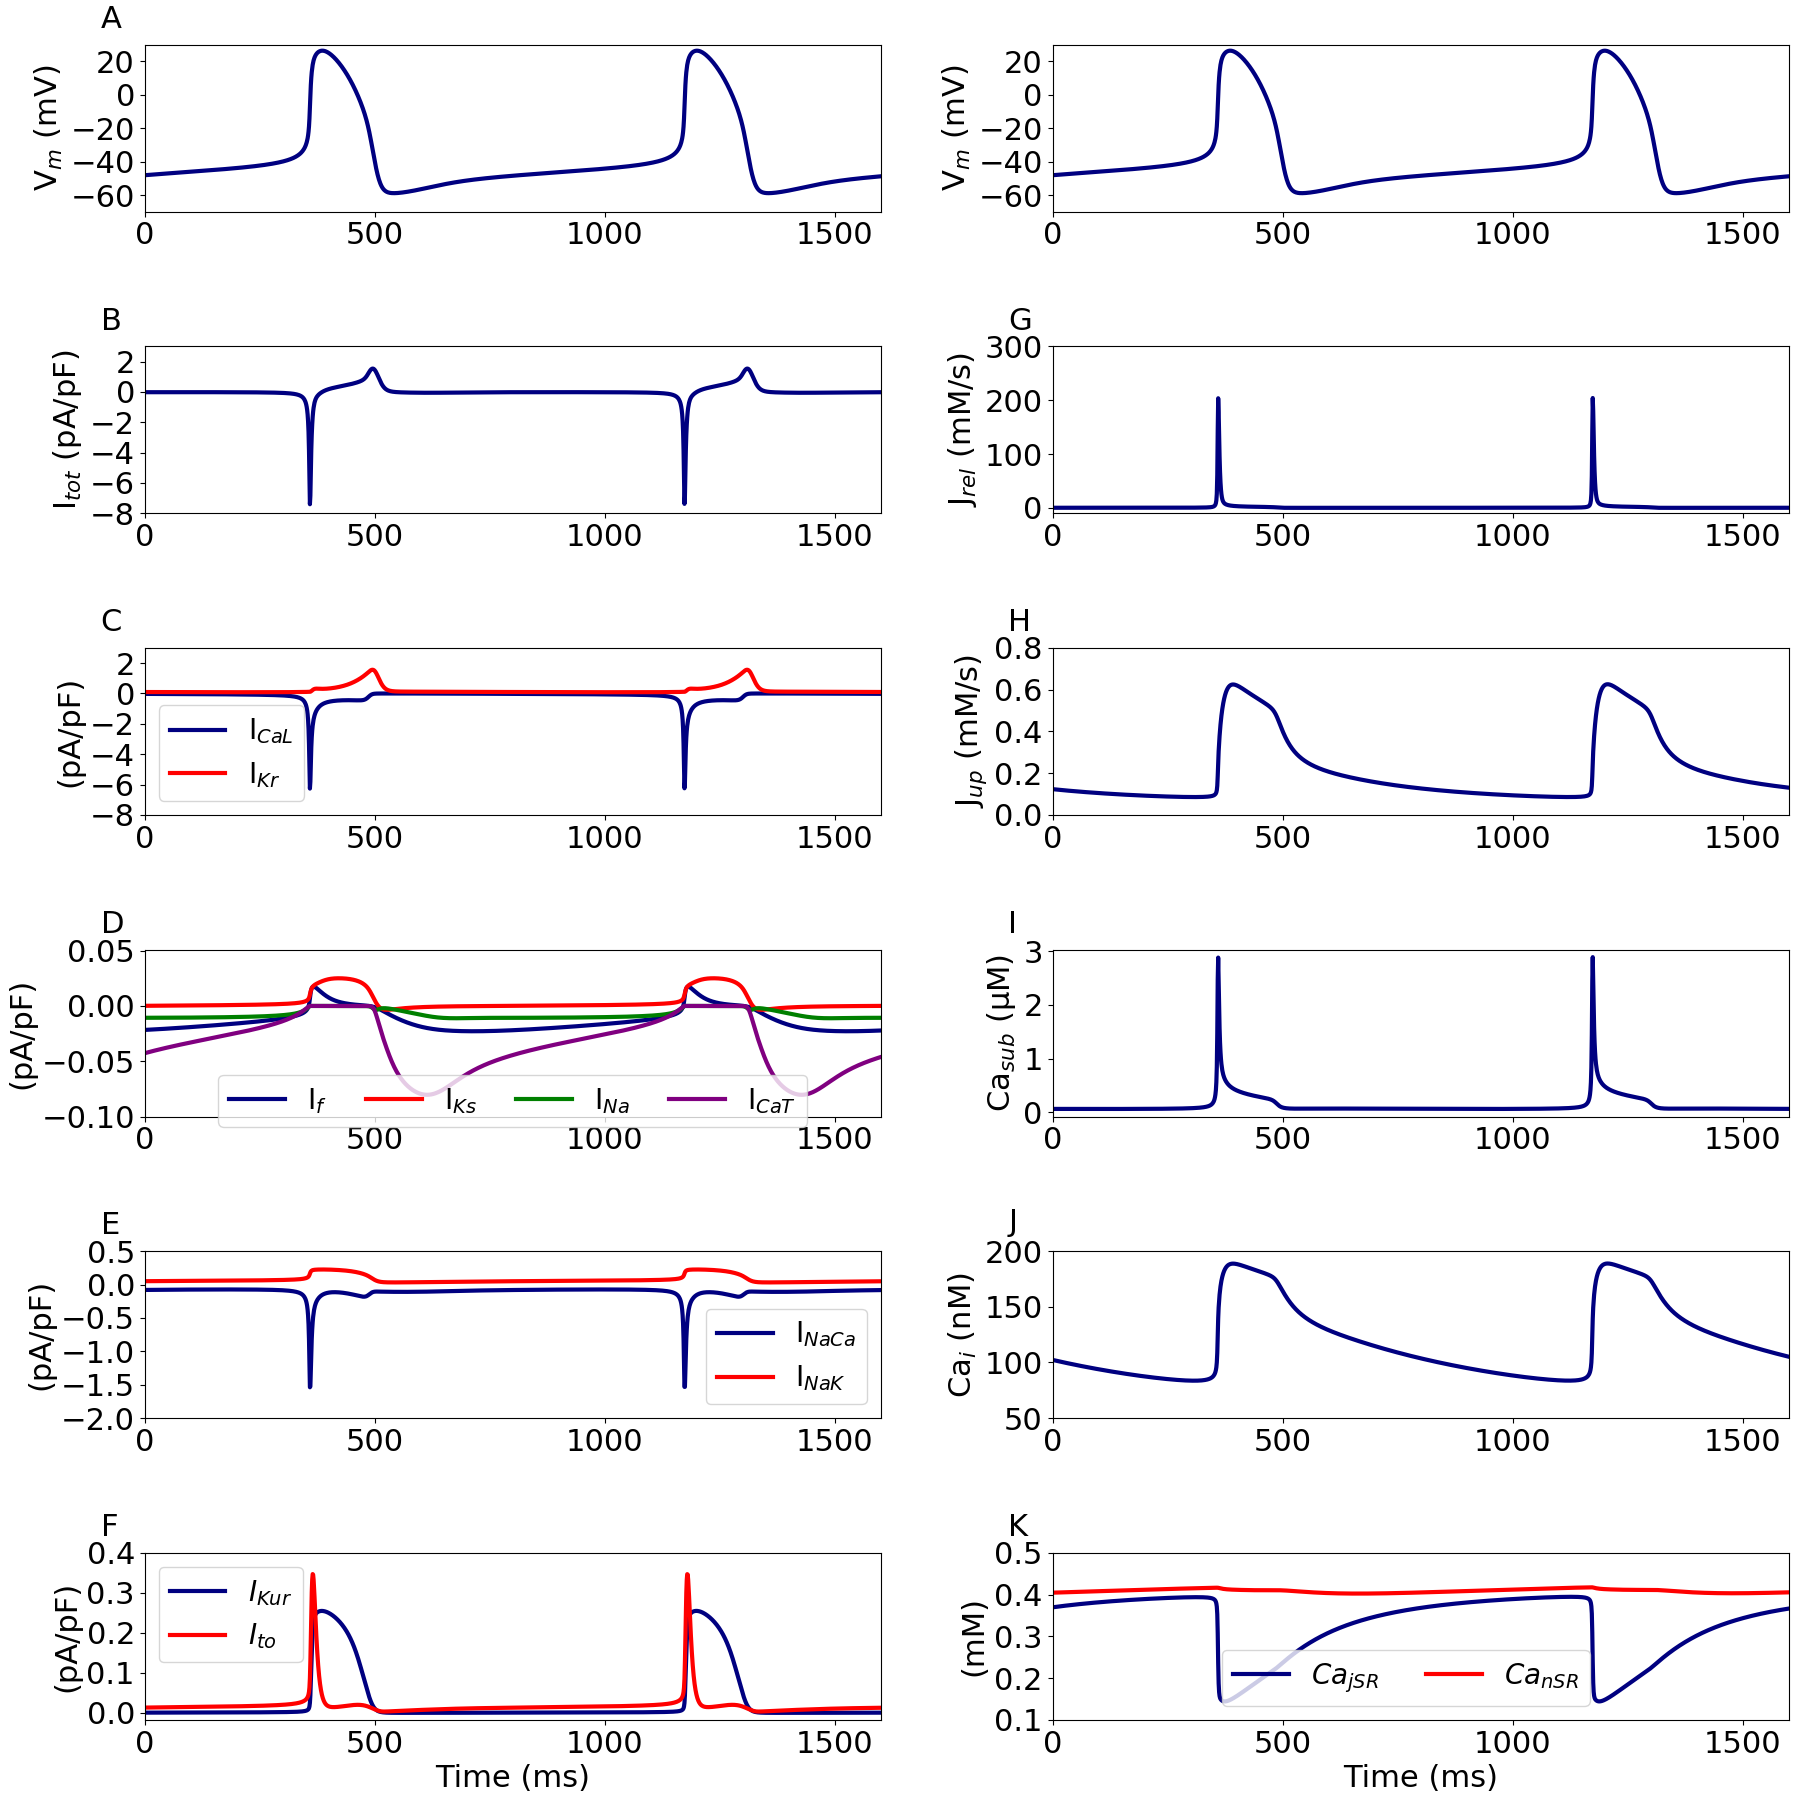 A
V_m (mV)
20
0
−20
−40
−60
0 500 1000 1500
V_m (mV)
20
0
−20
−40
−60
0 500 1000 1500
B
I_tot (pA/pF)
2
0
−2
−4
−6
−8
0 500 1000 1500
G
J_rel (mM/s)
300
200
100
0
0 500 1000 1500
C
(pA/pF)
2
0
−2
−4
−6
−8
I_CaL
I_Kr
0 500 1000 1500
H
J_up (mM/s)
0.8
0.6
0.4
0.2
0.0
0 500 1000 1500
D
(pA/pF)
0.05
0.00
−0.05
−0.10
I_f I_Ks I_Na I_CaT
0 500 1000 1500
I
Ca_sub (μM)
3
2
1
0
0 500 1000 1500
E
(pA/pF)
0.5
0.0
−0.5
−1.0
−1.5
−2.0
I_NaCa
I_NaK
0 500 1000 1500
J
Ca_i (nM)
200
150
100
50
0 500 1000 1500
F
(pA/pF)
0.4
0.3
0.2
0.1
0.0
I_Kur
I_to
0 500 1000 1500
Time (ms)
K
(mM)
0.5
0.4
0.3
0.2
0.1
Ca_jSR Ca_nSR
0 500 1000 1500
Time (ms)